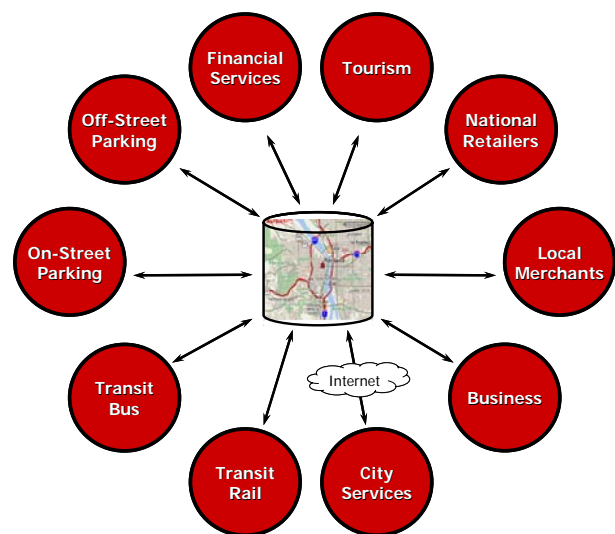 Financial
Services
Tourism
Off-Street
Parking
National
Retailers
On-Street
Parking
Local
Merchants
Internet
Transit
Bus
Business
Transit
Rail
City
Services